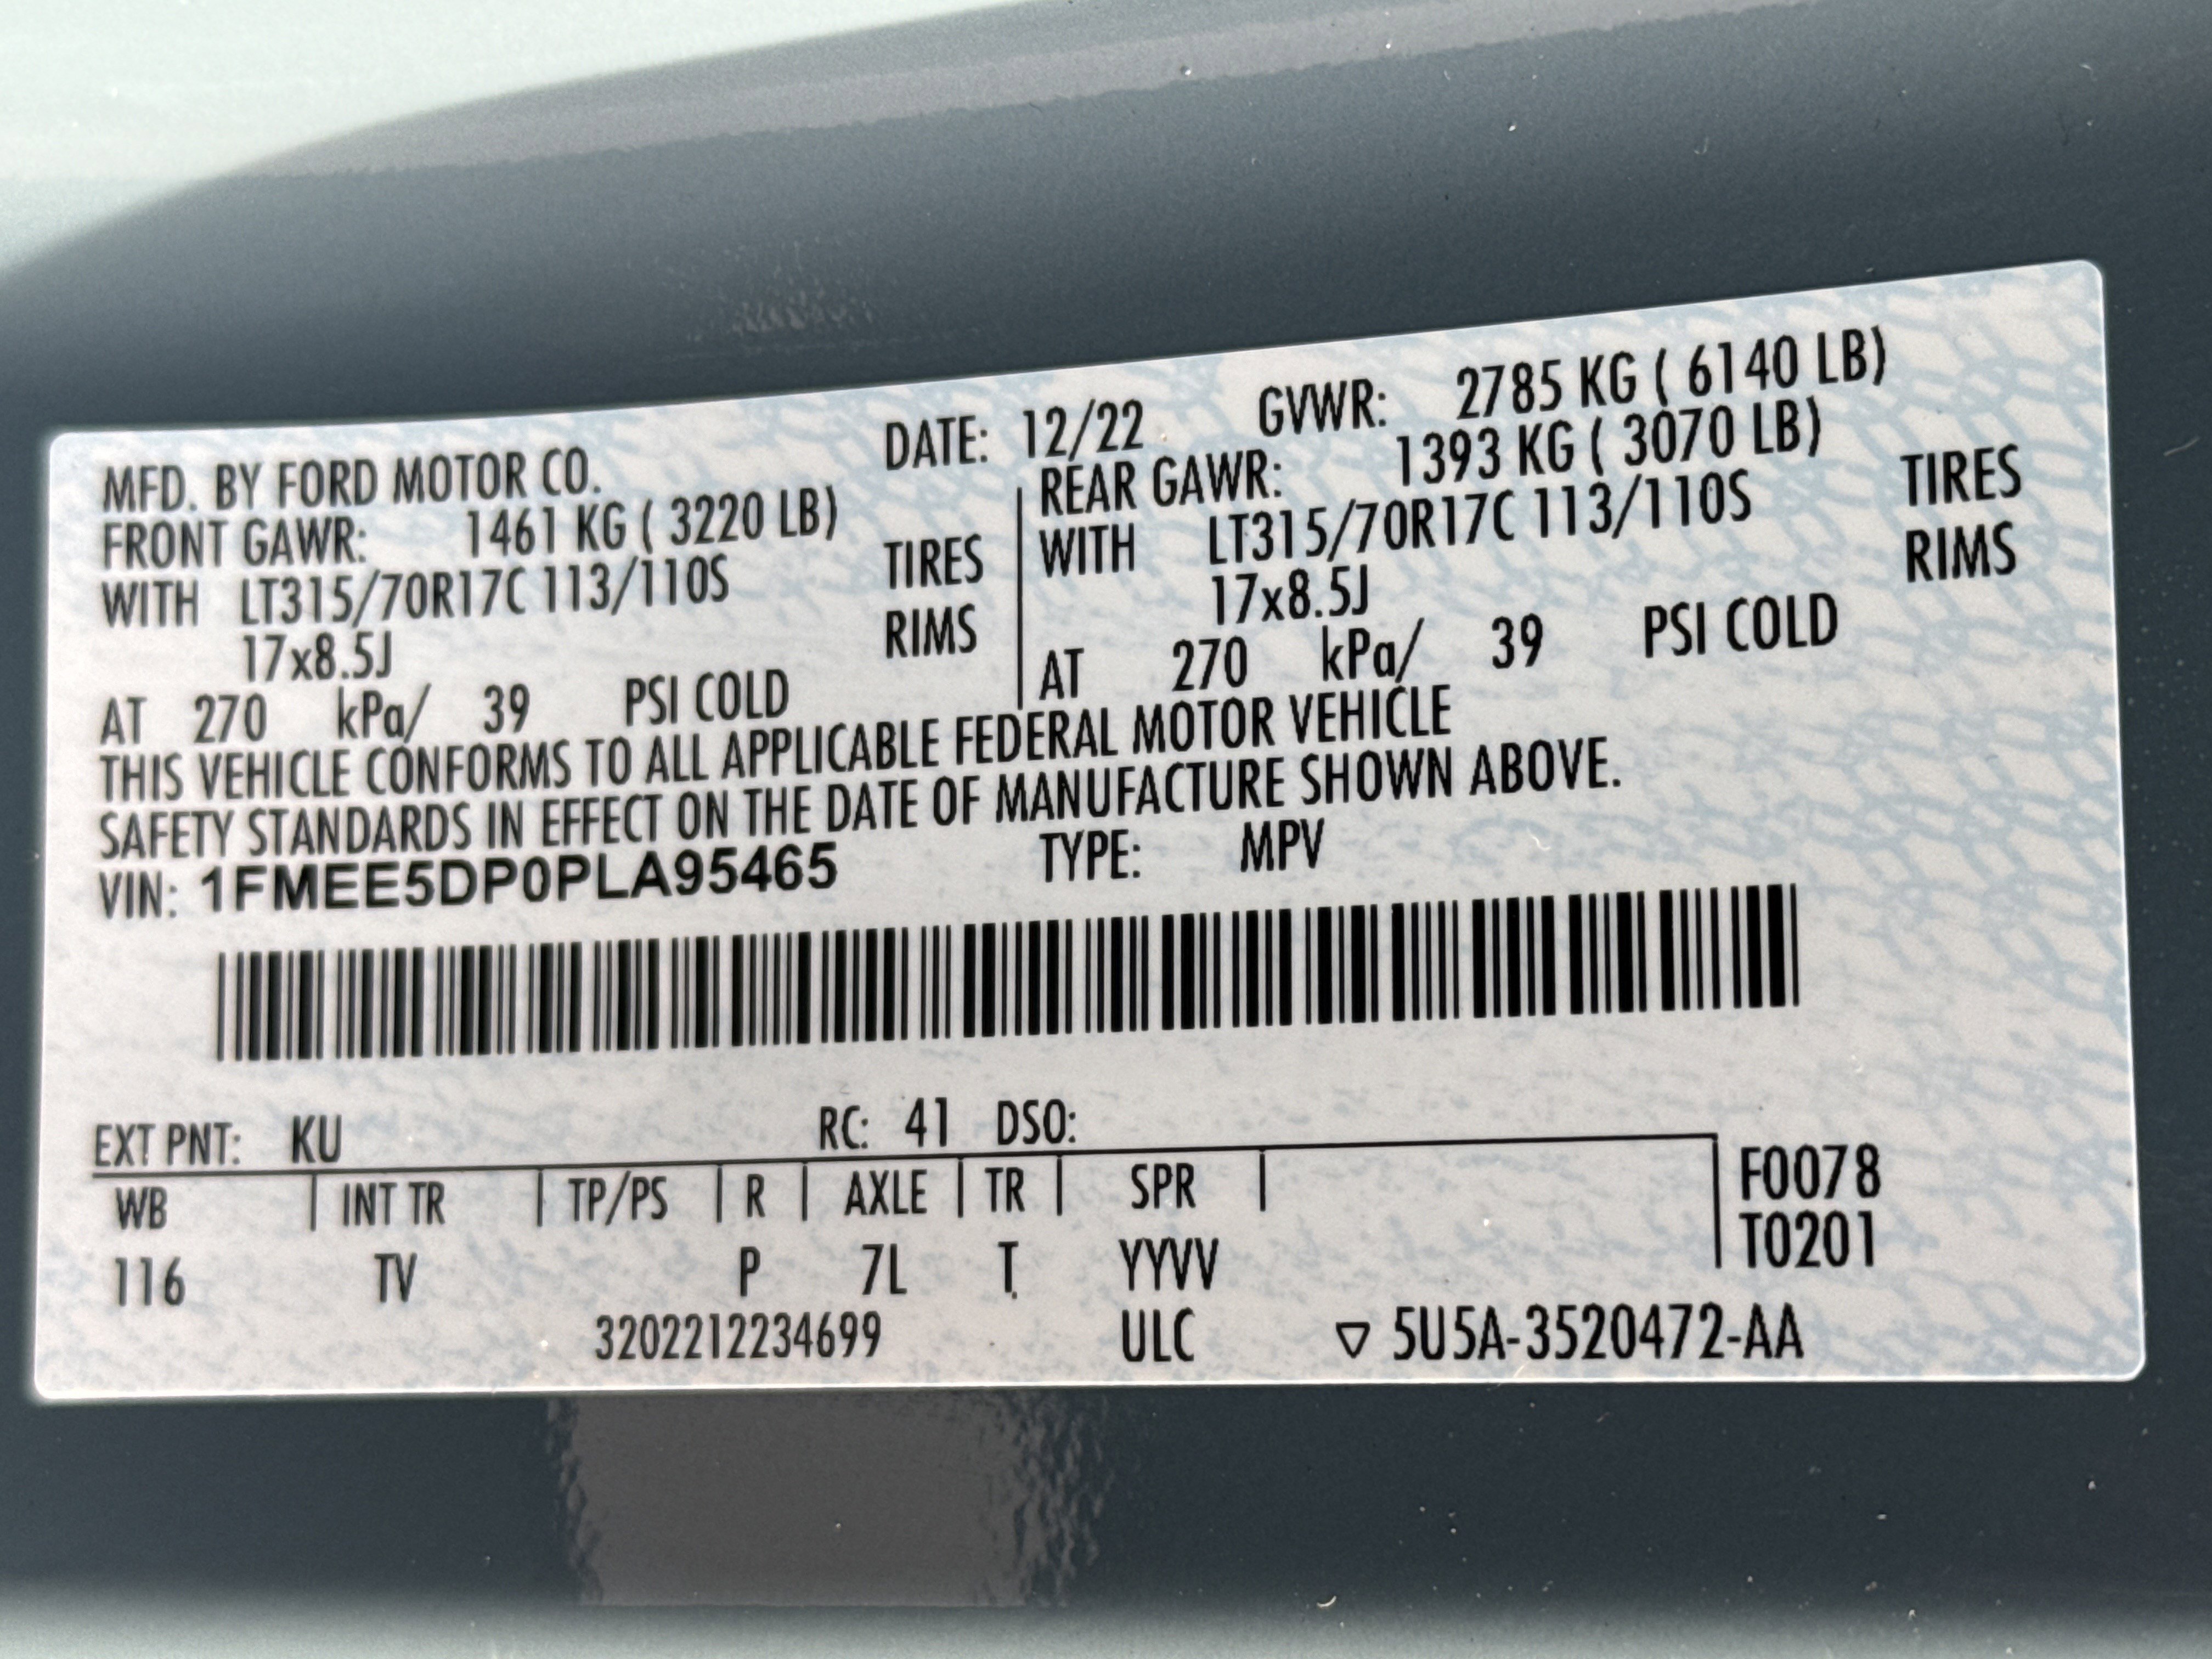 MFD. BY FORD MOTOR CO. DATE: 12/22 GVWR: 2785 KG ( 6140 LB)
FRONT GAWR: 1461 KG ( 3220 LB) REAR GAWR: 1393 KG ( 3070 LB)
WITH LT315/70R17C 113/110S TIRES WITH LT315/70R17C 113/110S TIRES
17x8.5J RIMS 17x8.5J RIMS
AT 270 kPa/ 39 PSI COLD AT 270 kPa/ 39 PSI COLD
THIS VEHICLE CONFORMS TO ALL APPLICABLE FEDERAL MOTOR VEHICLE
SAFETY STANDARDS IN EFFECT ON THE DATE OF MANUFACTURE SHOWN ABOVE.
VIN: 1FMEE5DP0PLA95465 TYPE: MPV
EXT PNT: KU RC: 41 DSO:
WB INT TR TP/PS R AXLE TR SPR F0078
116 TV P 7L T YYVV T0201
3202212234699 ULC ▽ 5U5A-3520472-AA